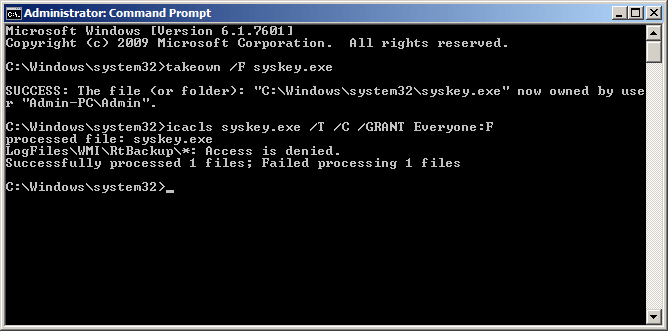 Administrator: Command Prompt
Microsoft Windows [Version 6.1.7601]
Copyright (c) 2009 Microsoft Corporation.  All rights reserved.
C:\Windows\system32>takeown /F syskey.exe
SUCCESS: The file (or folder): "C:\Windows\system32\syskey.exe" now owned by use
r "Admin-PC\Admin".
C:\Windows\system32>icacls syskey.exe /T /C /GRANT Everyone:F
processed file: syskey.exe
LogFiles\WMI\RtBackup\*: Access is denied.
Successfully processed 1 files; Failed processing 1 files
C:\Windows\system32>_